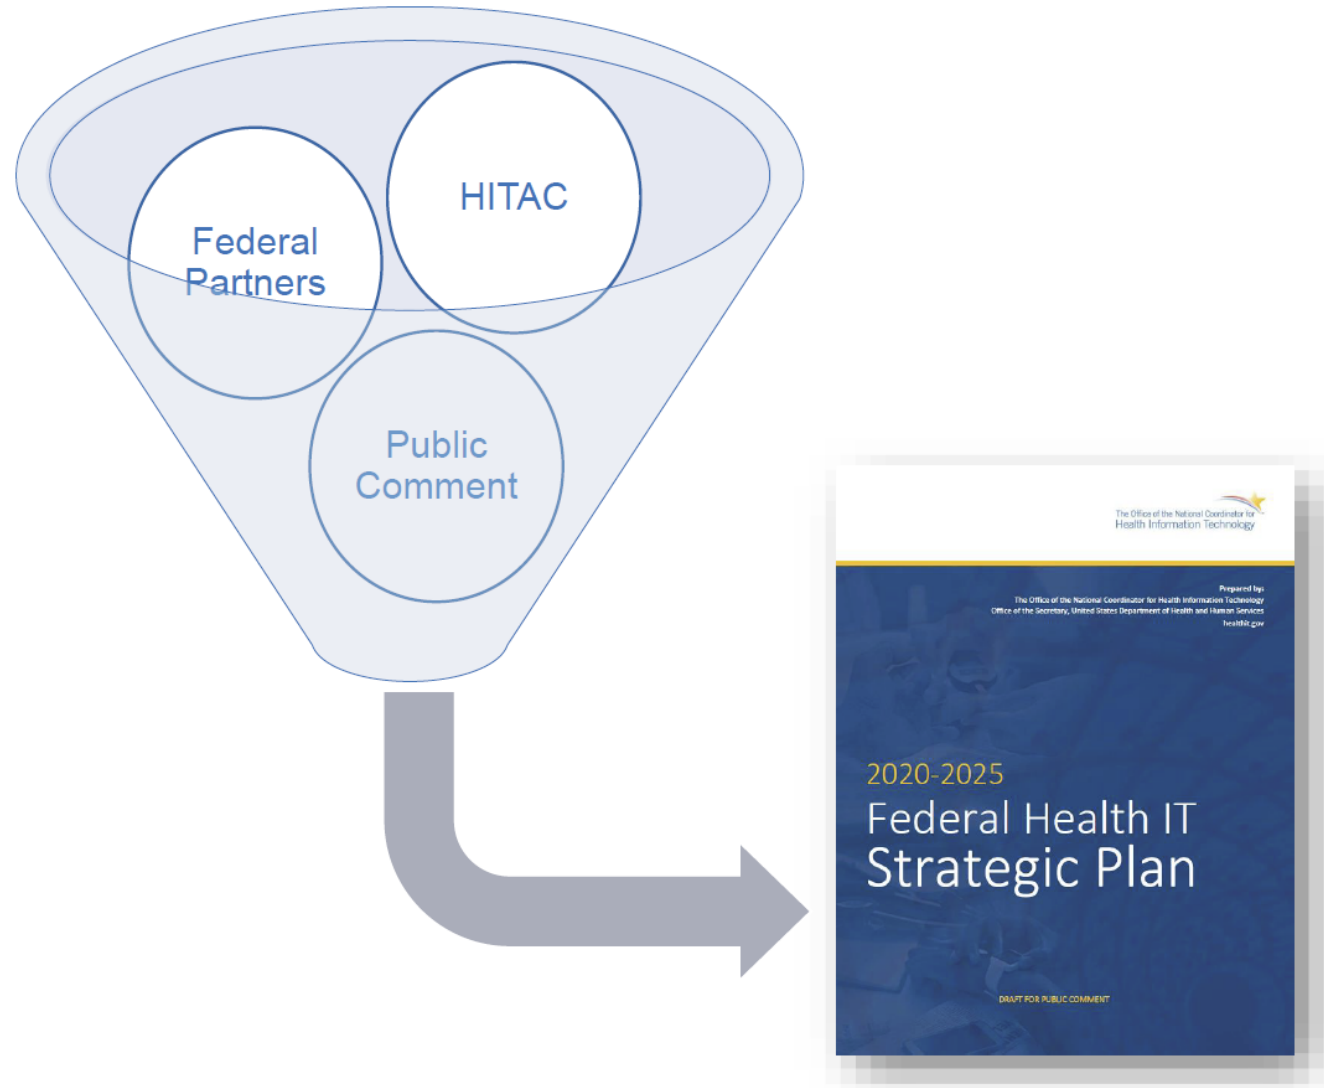 HITAC
Federal
Partners
Public
Comment
The Office of the National Coordinator for
Health Information Technology
Prepared by:
The Office of the National Coordinator for Health Information Technology
Office of the Secretary, United States Department of Health and Human Services
healthit.gov
2020-2025
Federal Health IT
Strategic Plan
DRAFT FOR PUBLIC COMMENT